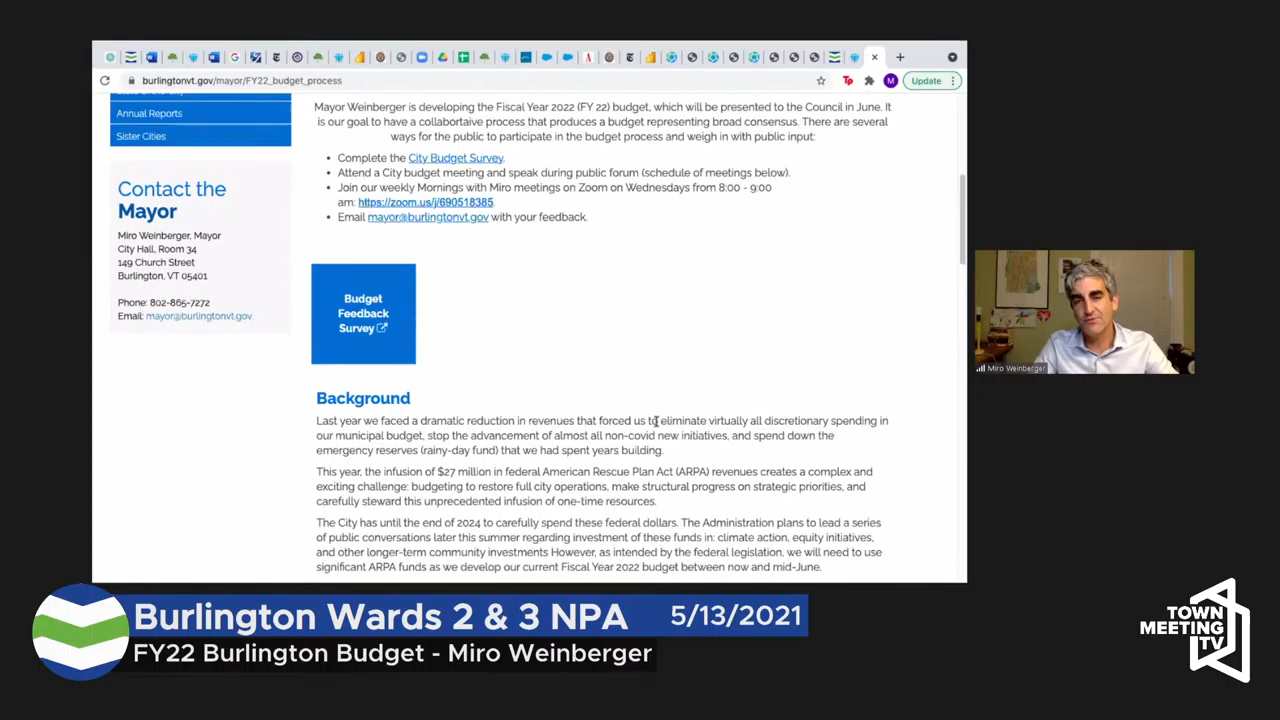 burlingtonvt.gov/mayor/FY22_budget_process
Update
Annual Reports
Sister Cities
Contact the
Mayor
Miro Weinberger, Mayor
City Hall, Room 34
149 Church Street
Burlington, VT 05401
Phone: 802-865-7272
Email: mayor@burlingtonvt.gov
Mayor Weinberger is developing the Fiscal Year 2022 (FY 22) budget, which will be presented to the Council in June. It
is our goal to have a collabortaive process that produces a budget representing broad consensus. There are several
ways for the public to participate in the budget process and weigh in with public input:
• Complete the City Budget Survey.
• Attend a City budget meeting and speak during public forum (schedule of meetings below).
• Join our weekly Mornings with Miro meetings on Zoom on Wednesdays from 8:00 - 9:00
am: https://zoom.us/j/690518385.
• Email mayor@burlingtonvt.gov with your feedback.
Budget
Feedback
Survey
Background
Last year we faced a dramatic reduction in revenues that forced us to eliminate virtually all discretionary spending in
our municipal budget, stop the advancement of almost all non-covid new initiatives, and spend down the
emergency reserves (rainy-day fund) that we had spent years building.
This year, the infusion of $27 million in federal American Rescue Plan Act (ARPA) revenues creates a complex and
exciting challenge: budgeting to restore full city operations, make structural progress on strategic priorities, and
carefully steward this unprecedented infusion of one-time resources.
The City has until the end of 2024 to carefully spend these federal dollars. The Administration plans to lead a series
of public conversations later this summer regarding investment of these funds in: climate action, equity initiatives,
and other longer-term community investments However, as intended by the federal legislation, we will need to use
significant ARPA funds as we develop our current Fiscal Year 2022 budget between now and mid-June.
Miro Weinberger
Burlington Wards 2 & 3 NPA 5/13/2021
FY22 Burlington Budget - Miro Weinberger
TOWN
MEETING
TV